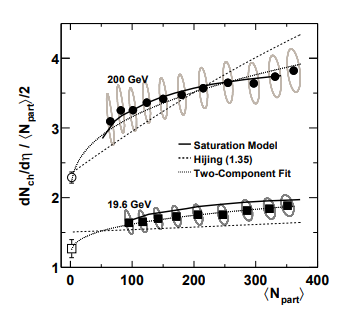 dN_ch/dη / ⟨N_part⟩/2
4
3
2
1
200 GeV
Saturation Model
Hijing (1.35)
Two-Component Fit
19.6 GeV
0 100 200 300 400
⟨N_part⟩